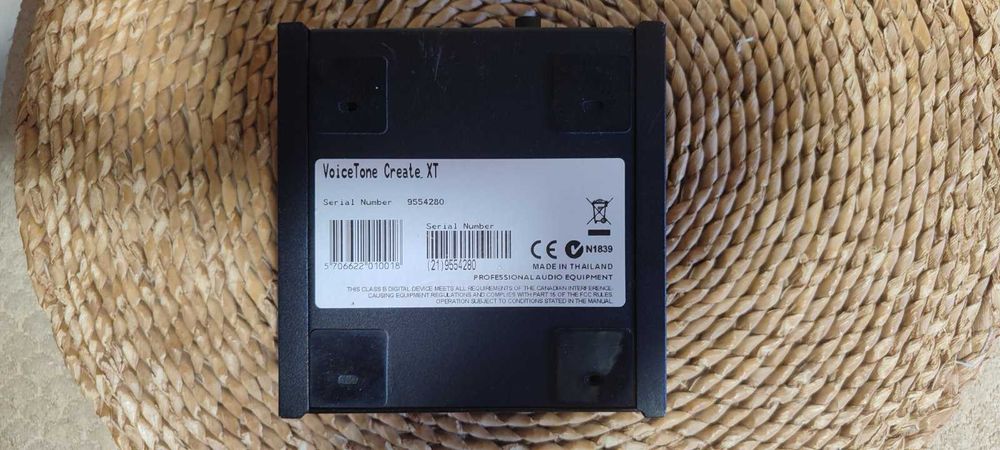 VoiceTone Create XT
Serial Number 9554280
Serial Number
5 706622 010018
(21)9554280
CE N1839
MADE IN THAILAND
PROFESSIONAL AUDIO EQUIPMENT
THIS CLASS B DIGITAL DEVICE MEETS ALL REQUIREMENTS OF THE CANADIAN INTERFERENCE-
CAUSING EQUIPMENT REGULATIONS AND COMPLIES WITH PART 15 OF THE FCC RULES.
OPERATION SUBJECT TO CONDITIONS STATED IN THE MANUAL